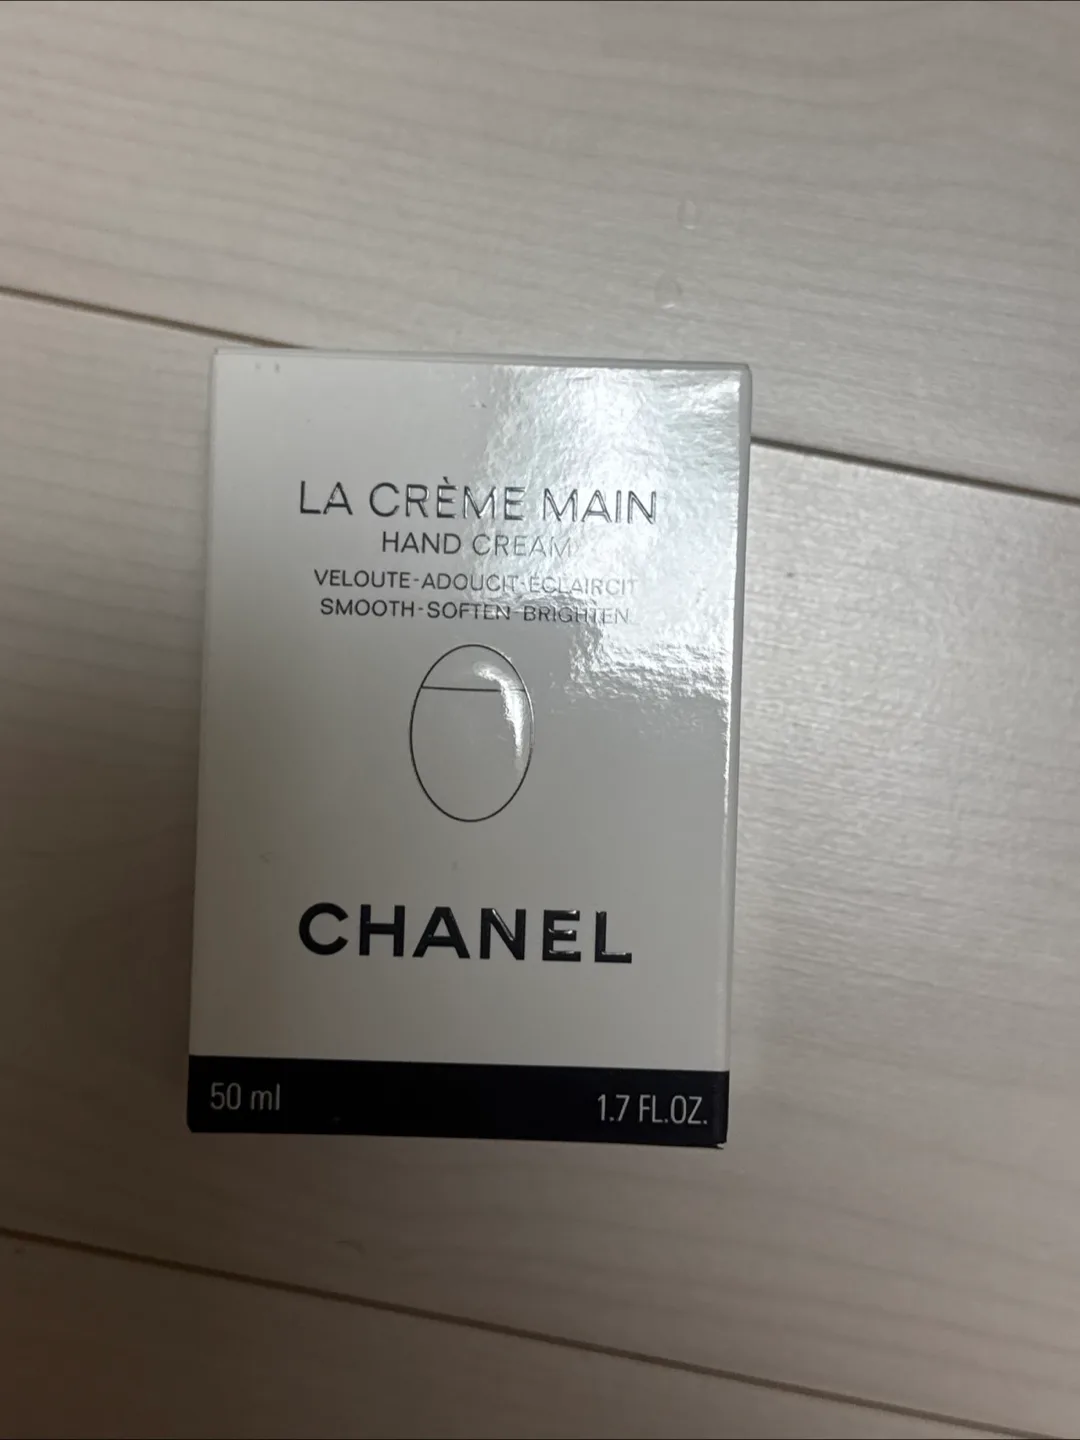 LA CRÈME MAIN
HAND CREAM
VELOUTE-ADOUCIT-ÉCLAIRCIT
SMOOTH-SOFTEN-BRIGHTEN
CHANEL
50 ml
1.7 FL.OZ.